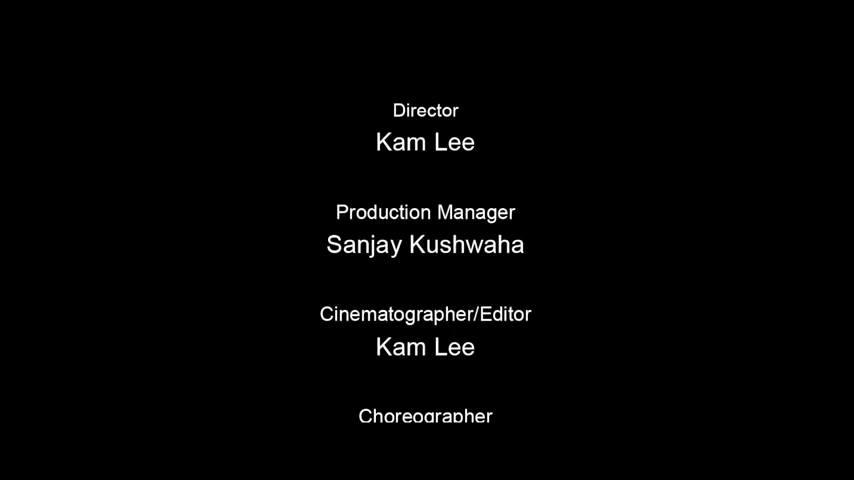 Director
Kam Lee
Production Manager
Sanjay Kushwaha
Cinematographer/Editor
Kam Lee
Choreographer